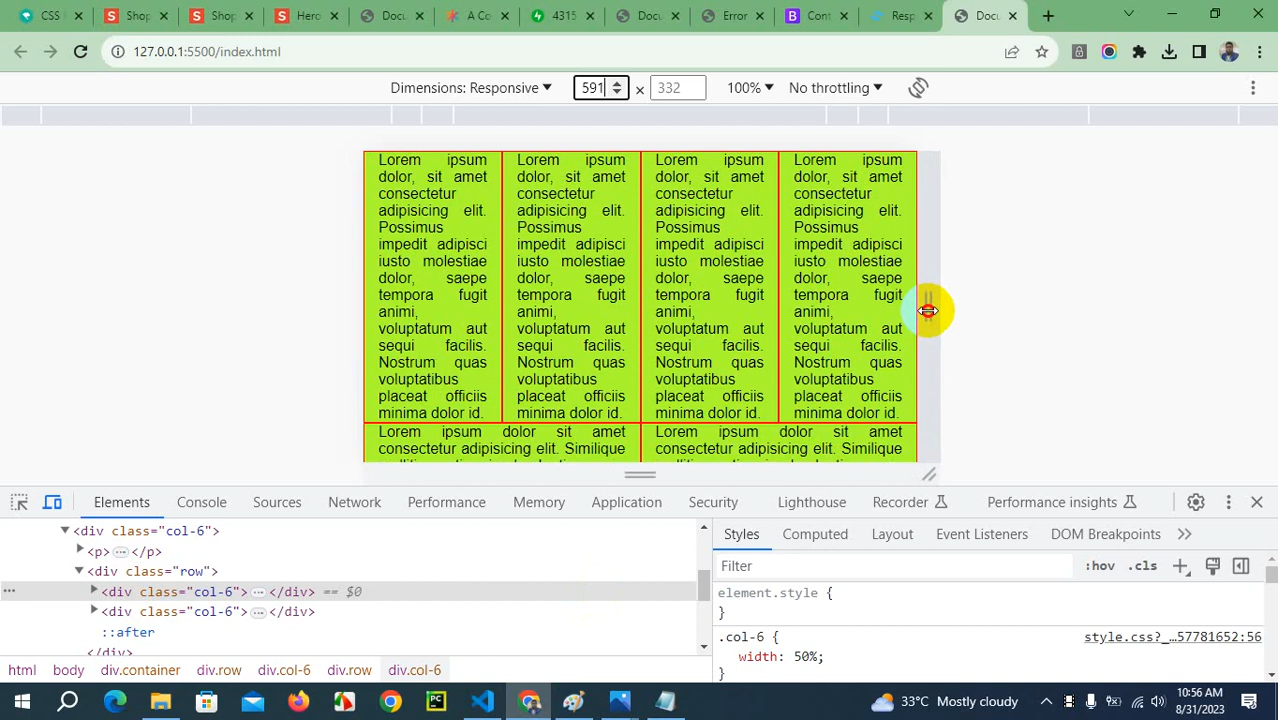 CSS
Shop
Shop
Hero
Docu
A Co
4315
Docu
Error
Cont
Resp
Docu
127.0.0.1:5500/index.html
Dimensions: Responsive 591 × 332 100% No throttling
Lorem ipsum Lorem ipsum Lorem ipsum Lorem ipsum
dolor, sit amet dolor, sit amet dolor, sit amet dolor, sit amet
consectetur consectetur consectetur consectetur
adipisicing elit. adipisicing elit. adipisicing elit. adipisicing elit.
Possimus Possimus Possimus Possimus
impedit adipisci impedit adipisci impedit adipisci impedit adipisci
iusto molestiae iusto molestiae iusto molestiae iusto molestiae
dolor, saepe dolor, saepe dolor, saepe dolor, saepe
tempora fugit tempora fugit tempora fugit tempora fugit
animi, animi, animi, animi,
voluptatum aut voluptatum aut voluptatum aut voluptatum aut
sequi facilis. sequi facilis. sequi facilis. sequi facilis.
Nostrum quas Nostrum quas Nostrum quas Nostrum quas
voluptatibus voluptatibus voluptatibus voluptatibus
placeat officiis placeat officiis placeat officiis placeat officiis
minima dolor id. minima dolor id. minima dolor id. minima dolor id.
Lorem ipsum dolor sit amet Lorem ipsum dolor sit amet
consectetur adipisicing elit. Similique consectetur adipisicing elit. Similique
Elements Console Sources Network Performance Memory Application Security Lighthouse Recorder Performance insights
<div class="col-6">
<p> … </p>
<div class="row">
<div class="col-6"> … </div> == $0
<div class="col-6"> … </div>
::after
</div>
html body div.container div.row div.col-6 div.row div.col-6
Styles Computed Layout Event Listeners DOM Breakpoints
Filter :hov .cls
element.style {
}
.col-6 { style.css?_…57781652:56
width: 50%;
}
33°C Mostly cloudy
10:56 AM
8/31/2023